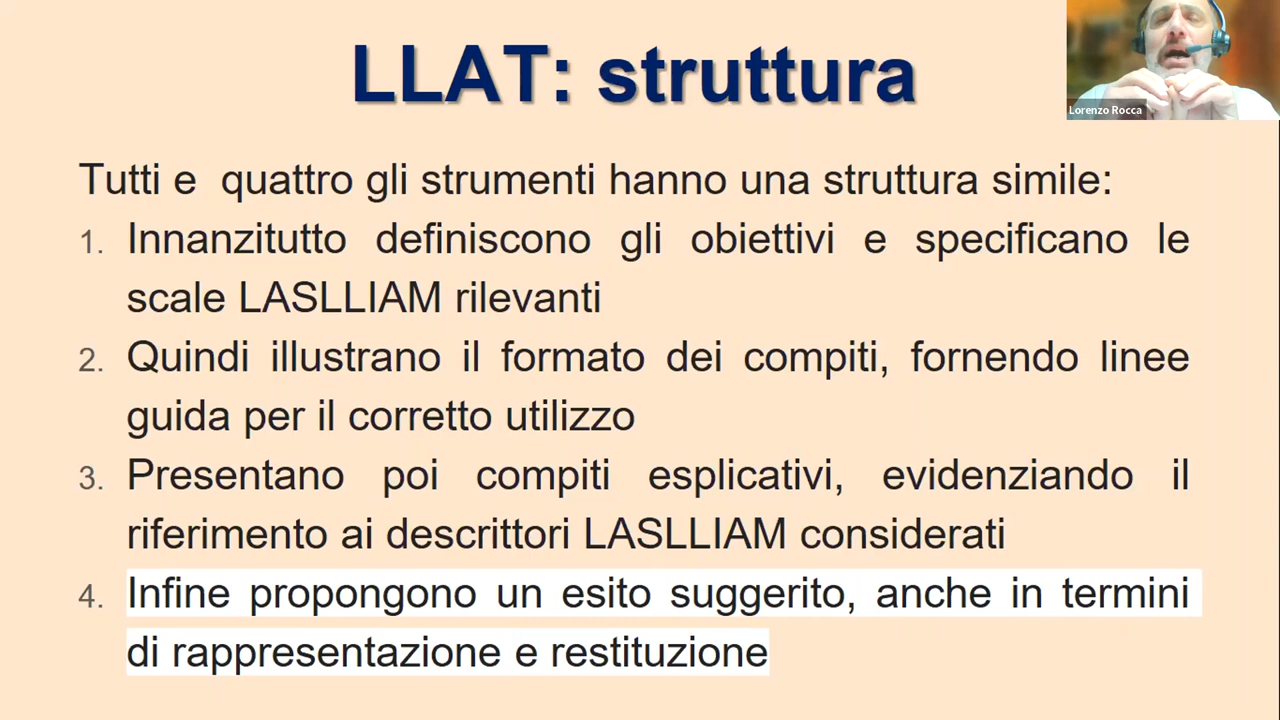 LLAT: struttura
Lorenzo Rocca
Tutti e quattro gli strumenti hanno una struttura simile:
1. Innanzitutto definiscono gli obiettivi e specificano le
scale LASLLIAM rilevanti
2. Quindi illustrano il formato dei compiti, fornendo linee
guida per il corretto utilizzo
3. Presentano poi compiti esplicativi, evidenziando il
riferimento ai descrittori LASLLIAM considerati
4. Infine propongono un esito suggerito, anche in termini
di rappresentazione e restituzione